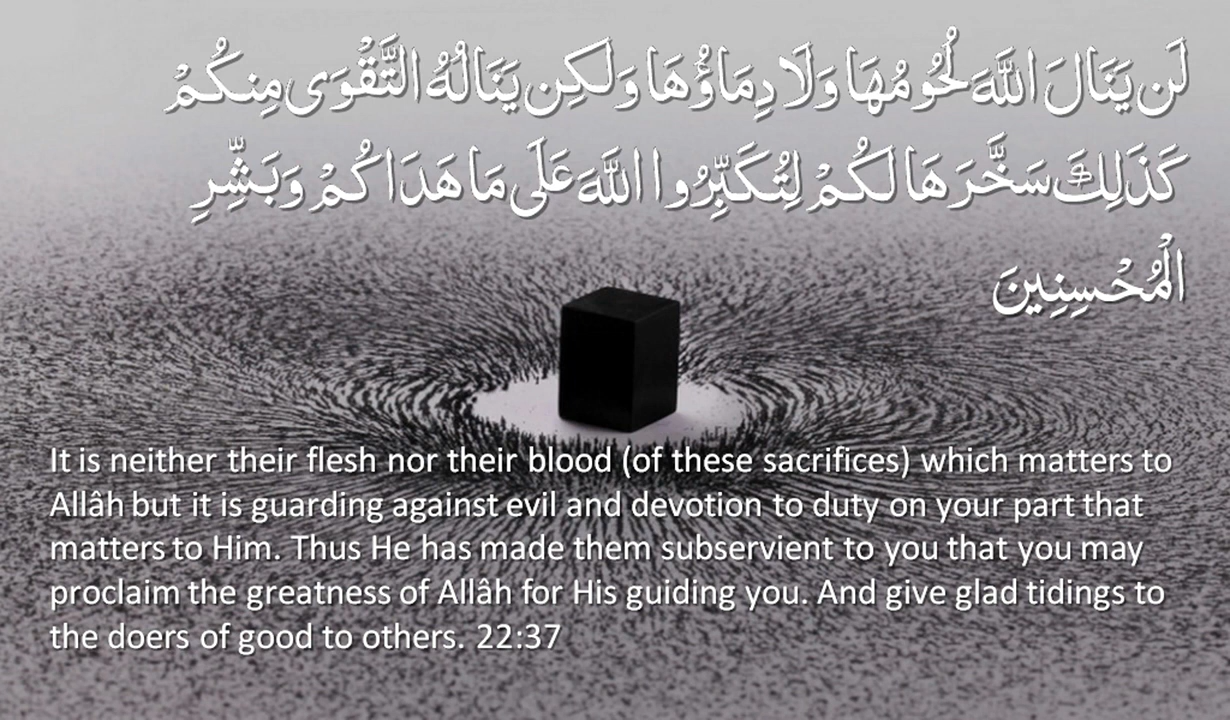 لَن يَنَالَ اللَّهَ لُحُومُهَا وَلَا دِمَاؤُهَا وَلَكِن يَنَالُهُ التَّقْوَى مِنكُمْ
كَذَلِكَ سَخَّرَهَا لَكُمْ لِتُكَبِّرُوا اللَّهَ عَلَى مَا هَدَاكُمْ وَبَشِّرِ
الْمُحْسِنِينَ
It is neither their flesh nor their blood (of these sacrifices) which matters to
Allâh but it is guarding against evil and devotion to duty on your part that
matters to Him. Thus He has made them subservient to you that you may
proclaim the greatness of Allâh for His guiding you. And give glad tidings to
the doers of good to others. 22:37